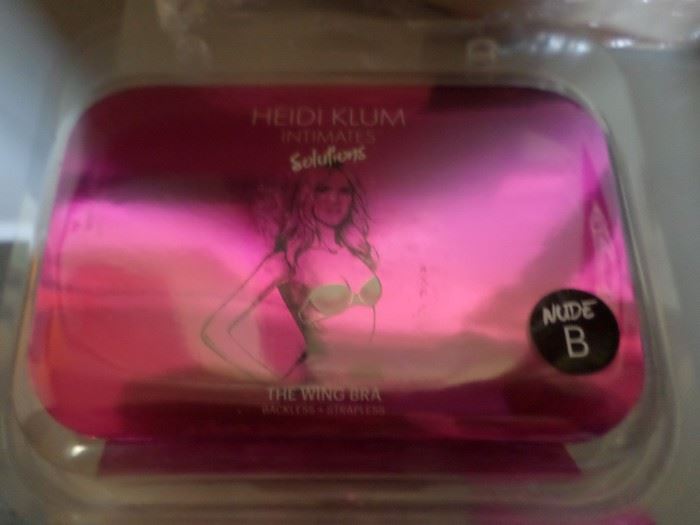 HEIDI KLUM
INTIMATES
Solutions
NUDE
B
THE WING BRA
BACKLESS + STRAPLESS